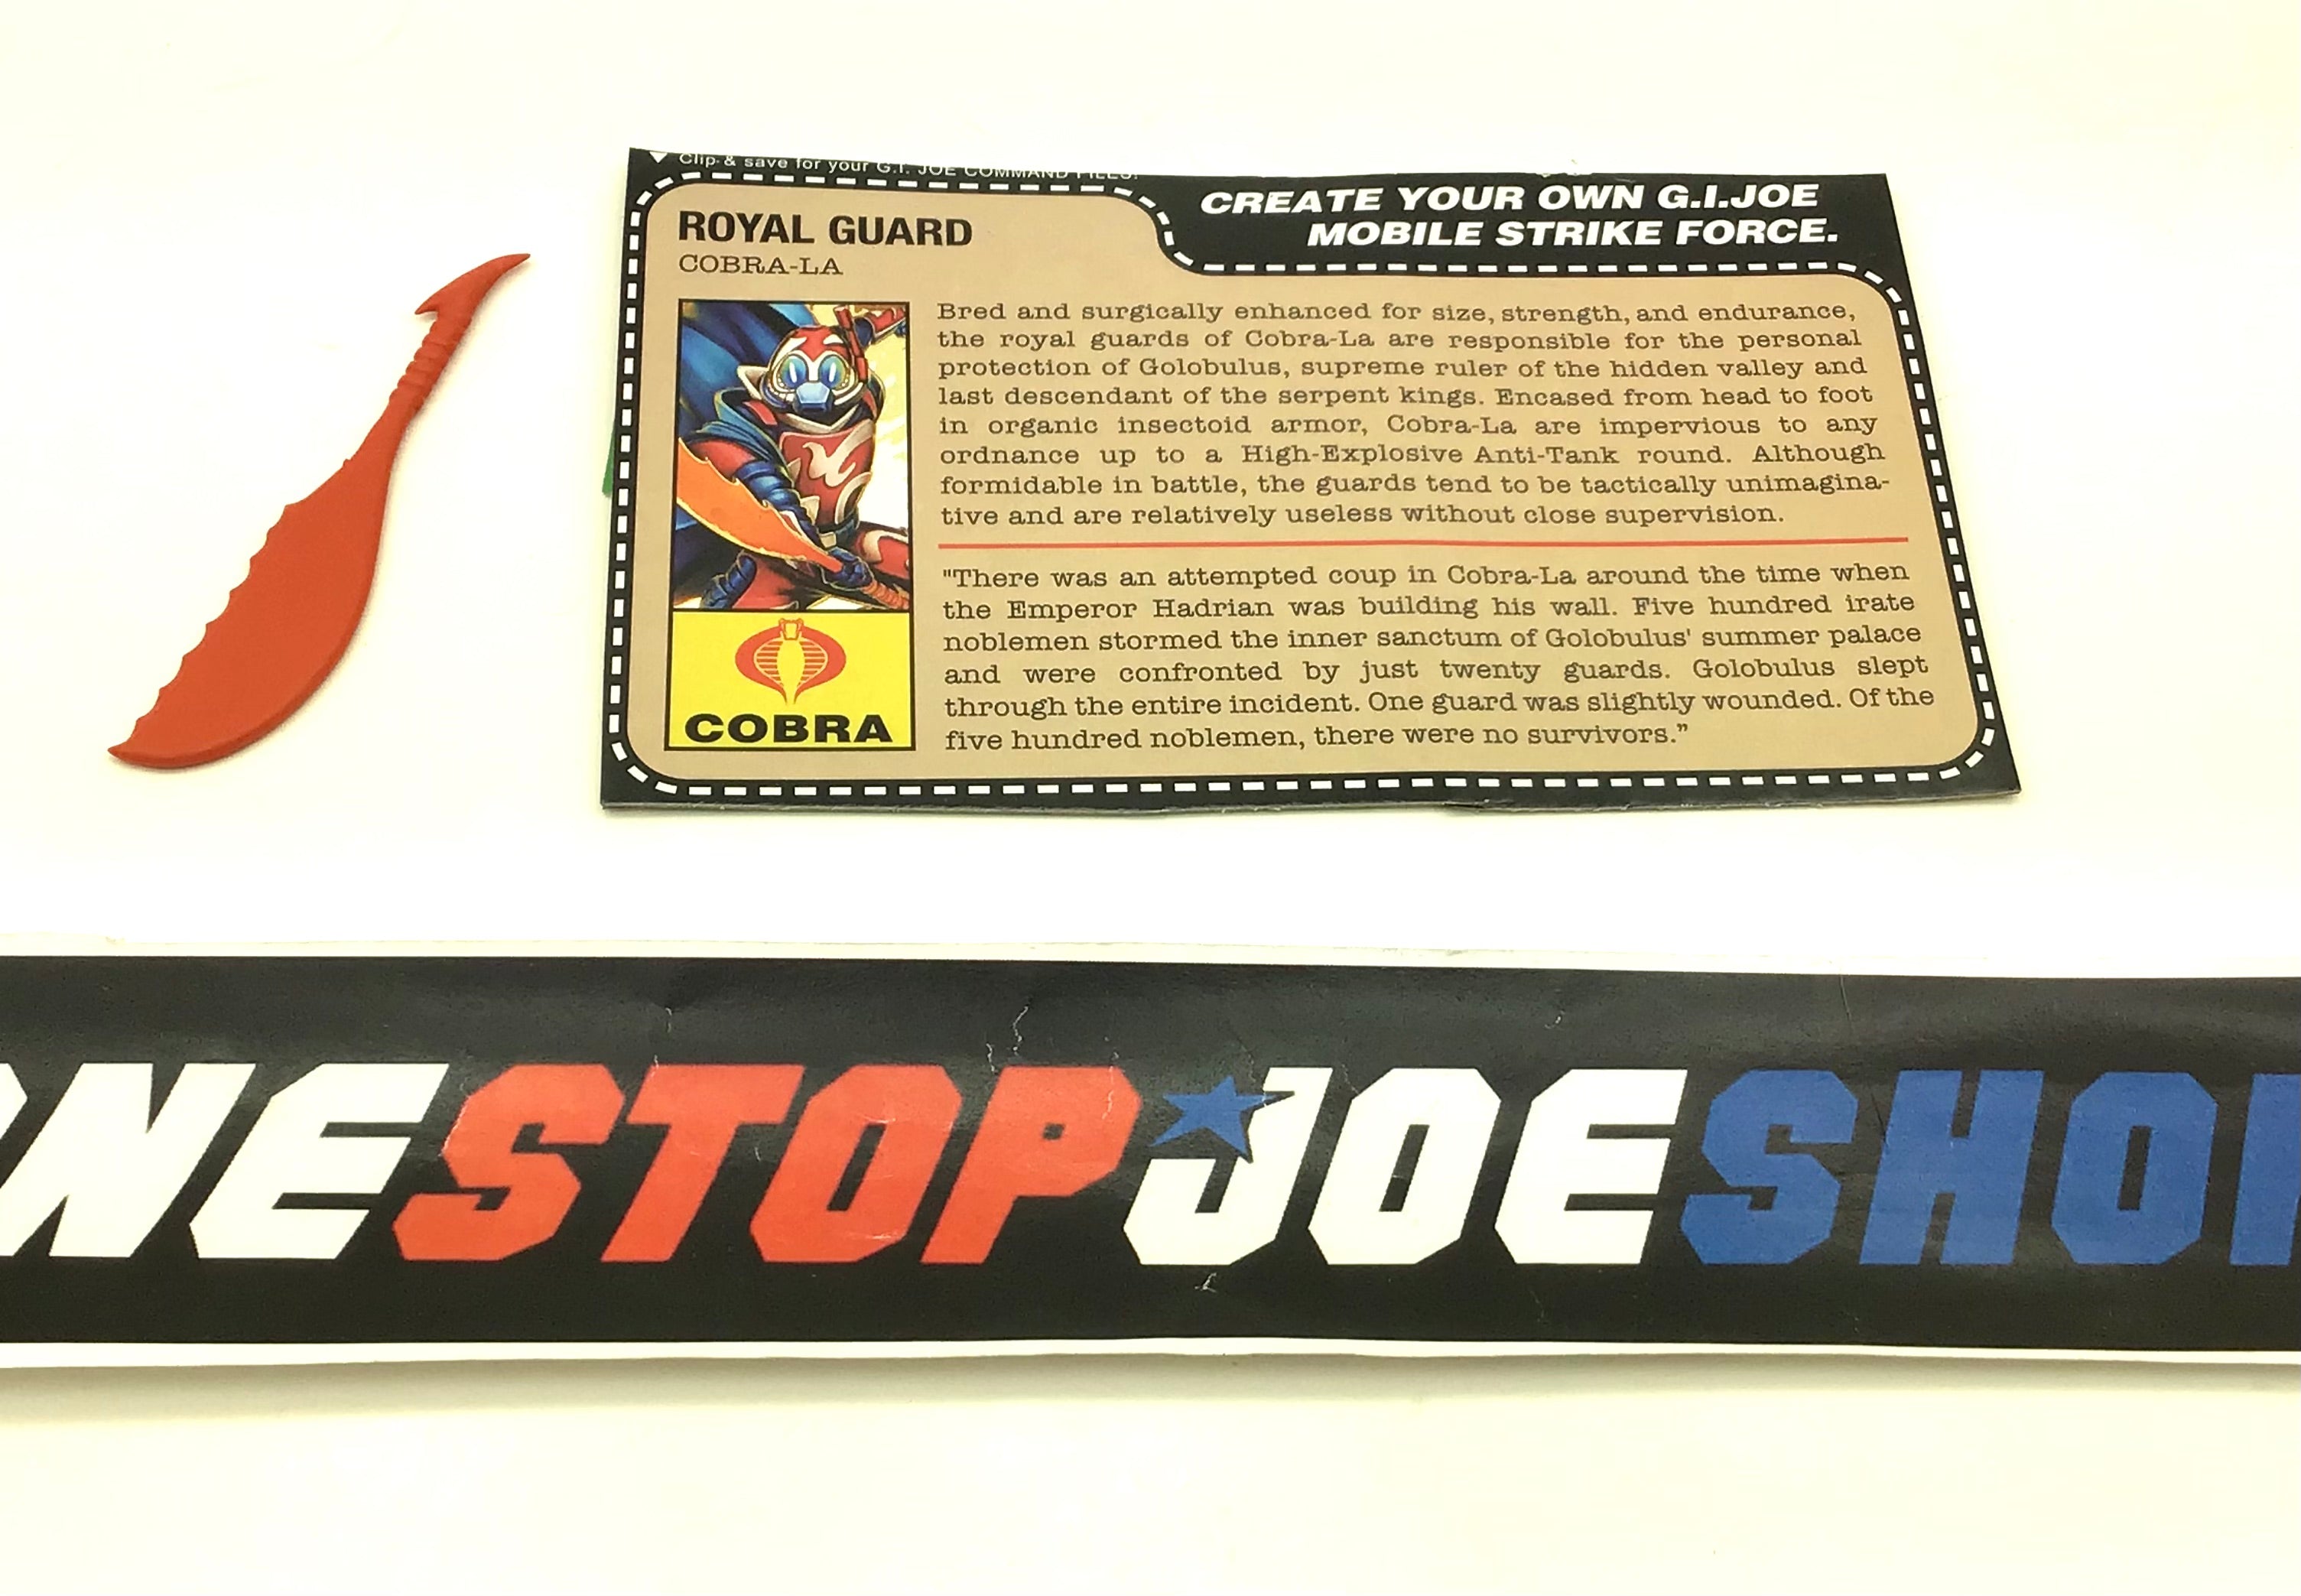 Clip & save for your G.I. JOE COMMAND FILES.
CREATE YOUR OWN G.I.JOE
MOBILE STRIKE FORCE.
ROYAL GUARD
COBRA-LA
Bred and surgically enhanced for size, strength, and endurance,
the royal guards of Cobra-La are responsible for the personal
protection of Golobulus, supreme ruler of the hidden valley and
last descendant of the serpent kings. Encased from head to foot
in organic insectoid armor, Cobra-La are impervious to any
ordnance up to a High-Explosive Anti-Tank round. Although
formidable in battle, the guards tend to be tactically unimagina-
tive and are relatively useless without close supervision.
"There was an attempted coup in Cobra-La around the time when
the Emperor Hadrian was building his wall. Five hundred irate
noblemen stormed the inner sanctum of Golobulus' summer palace
and were confronted by just twenty guards. Golobulus slept
through the entire incident. One guard was slightly wounded. Of the
five hundred noblemen, there were no survivors.”
COBRA
ONESTOPJOESHOP